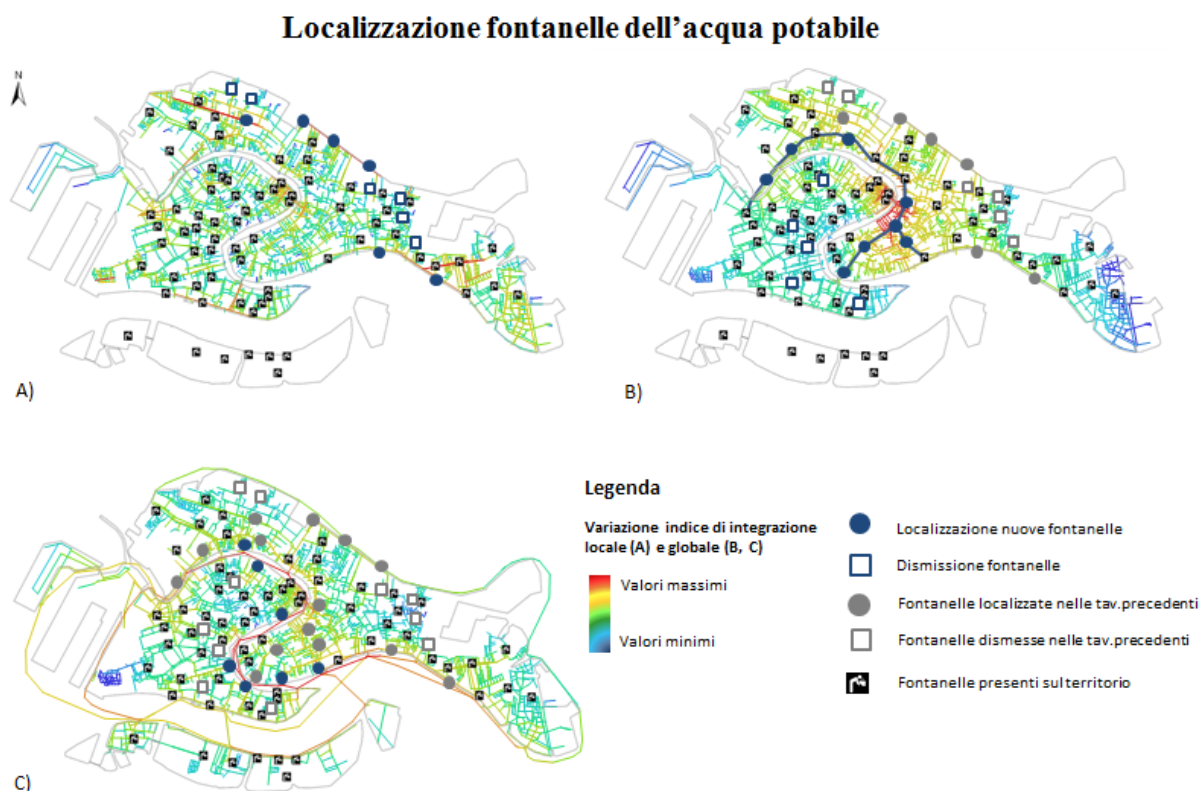 Localizzazione fontanelle dell’acqua potabile
N
A)
B)
C)
Legenda
Variazione indice di integrazione
locale (A) e globale (B, C)
Valori massimi
Valori minimi
Localizzazione nuove fontanelle
Dismissione fontanelle
Fontanelle localizzate nelle tav.precedenti
Fontanelle dismesse nelle tav.precedenti
Fontanelle presenti sul territorio